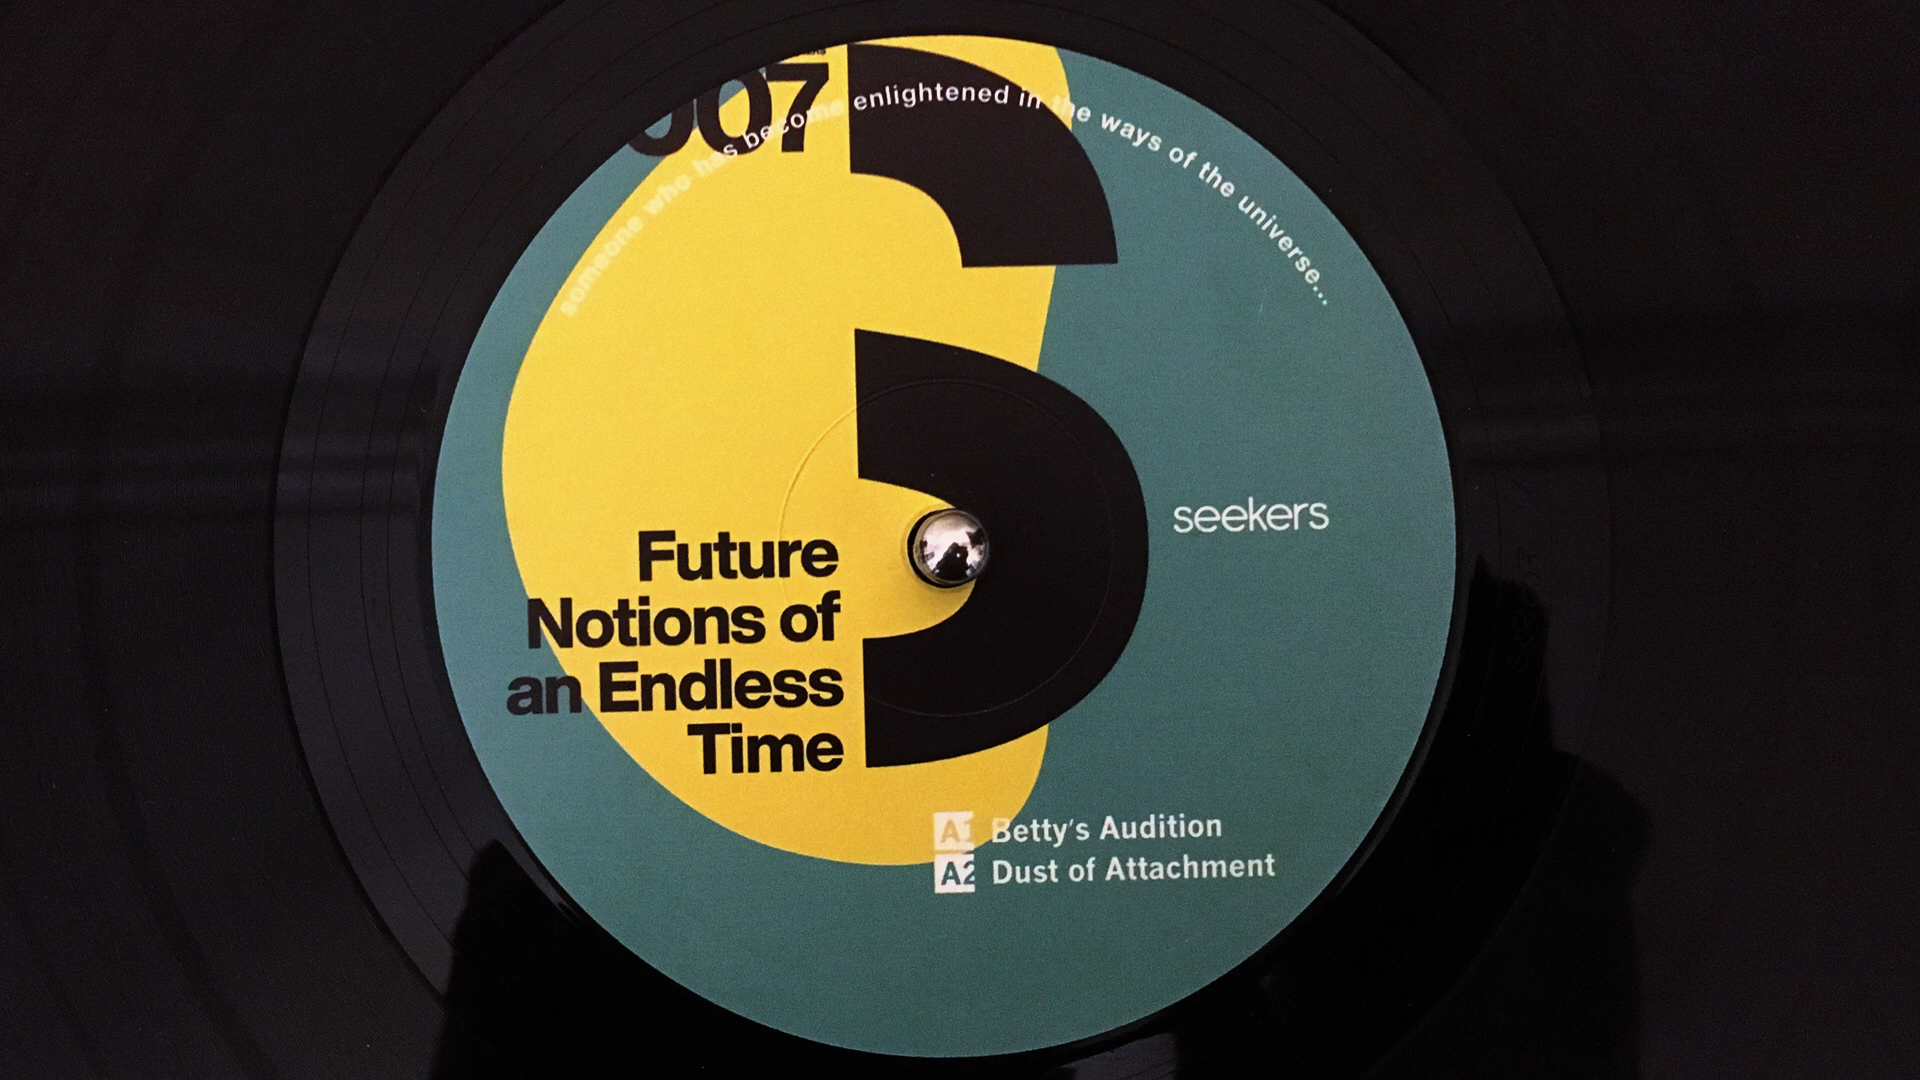 007
someone who has become enlightened in the ways of the universe...
seekers
Future
Notions of
an Endless
Time
A1 Betty's Audition
A2 Dust of Attachment